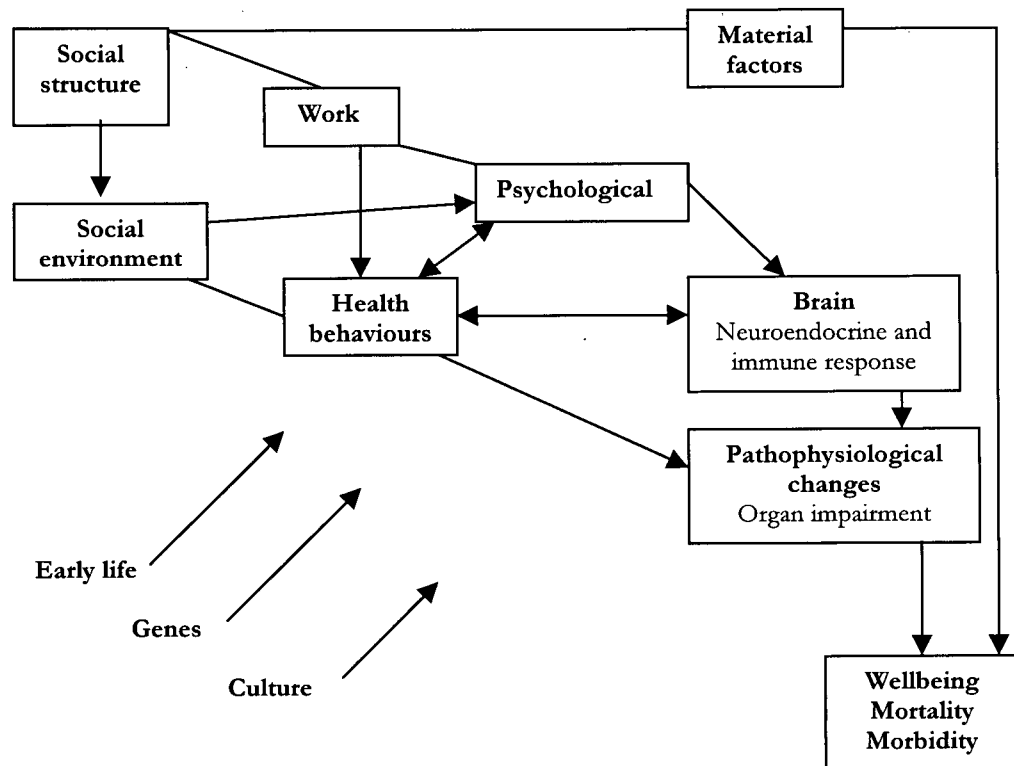 Social
structure
Material
factors
Work
Psychological
Social
environment
Health
behaviours
Brain
Neuroendocrine and
immune response
Pathophysiological
changes
Organ impairment
Early life
Genes
Culture
Wellbeing
Mortality
Morbidity